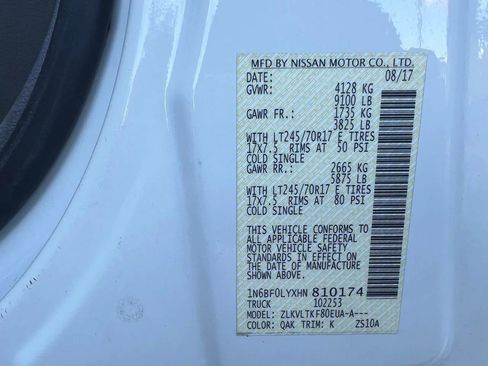 MFD BY NISSAN MOTOR CO., LTD.
DATE: 08/17
GVWR: 4128 KG
9100 LB
GAWR FR.: 1735 KG
3825 LB
WITH LT245/70R17 E TIRES
17X7.5 RIMS AT 50 PSI
COLD SINGLE
GAWR RR.: 2665 KG
5875 LB
WITH LT245/70R17 E TIRES
17X7.5 RIMS AT 80 PSI
COLD SINGLE
THIS VEHICLE CONFORMS TO
ALL APPLICABLE FEDERAL
MOTOR VEHICLE SAFETY
STANDARDS IN EFFECT ON
THE DATE OF MANUFACTURE
SHOWN ABOVE.
1N6BF0LYXHN 810174
TRUCK 102253
MODEL: ZLKVLTKF80EUA-A---
COLOR: QAK TRIM: K ZS10A